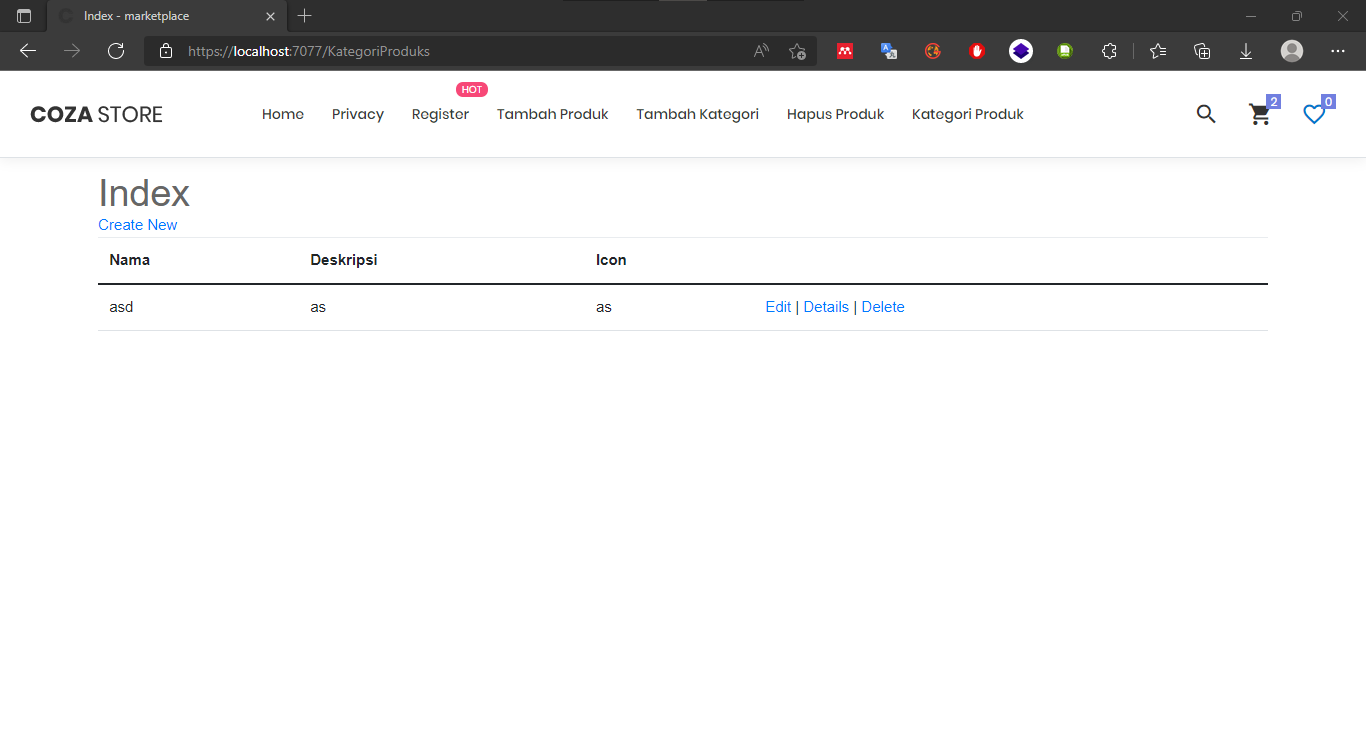 Index - marketplace
https://localhost:7077/KategoriProduks
HOT
COZA STORE Home Privacy Register Tambah Produk Tambah Kategori Hapus Produk Kategori Produk 2 0
Index
Create New
Nama Deskripsi Icon
asd as as Edit | Details | Delete